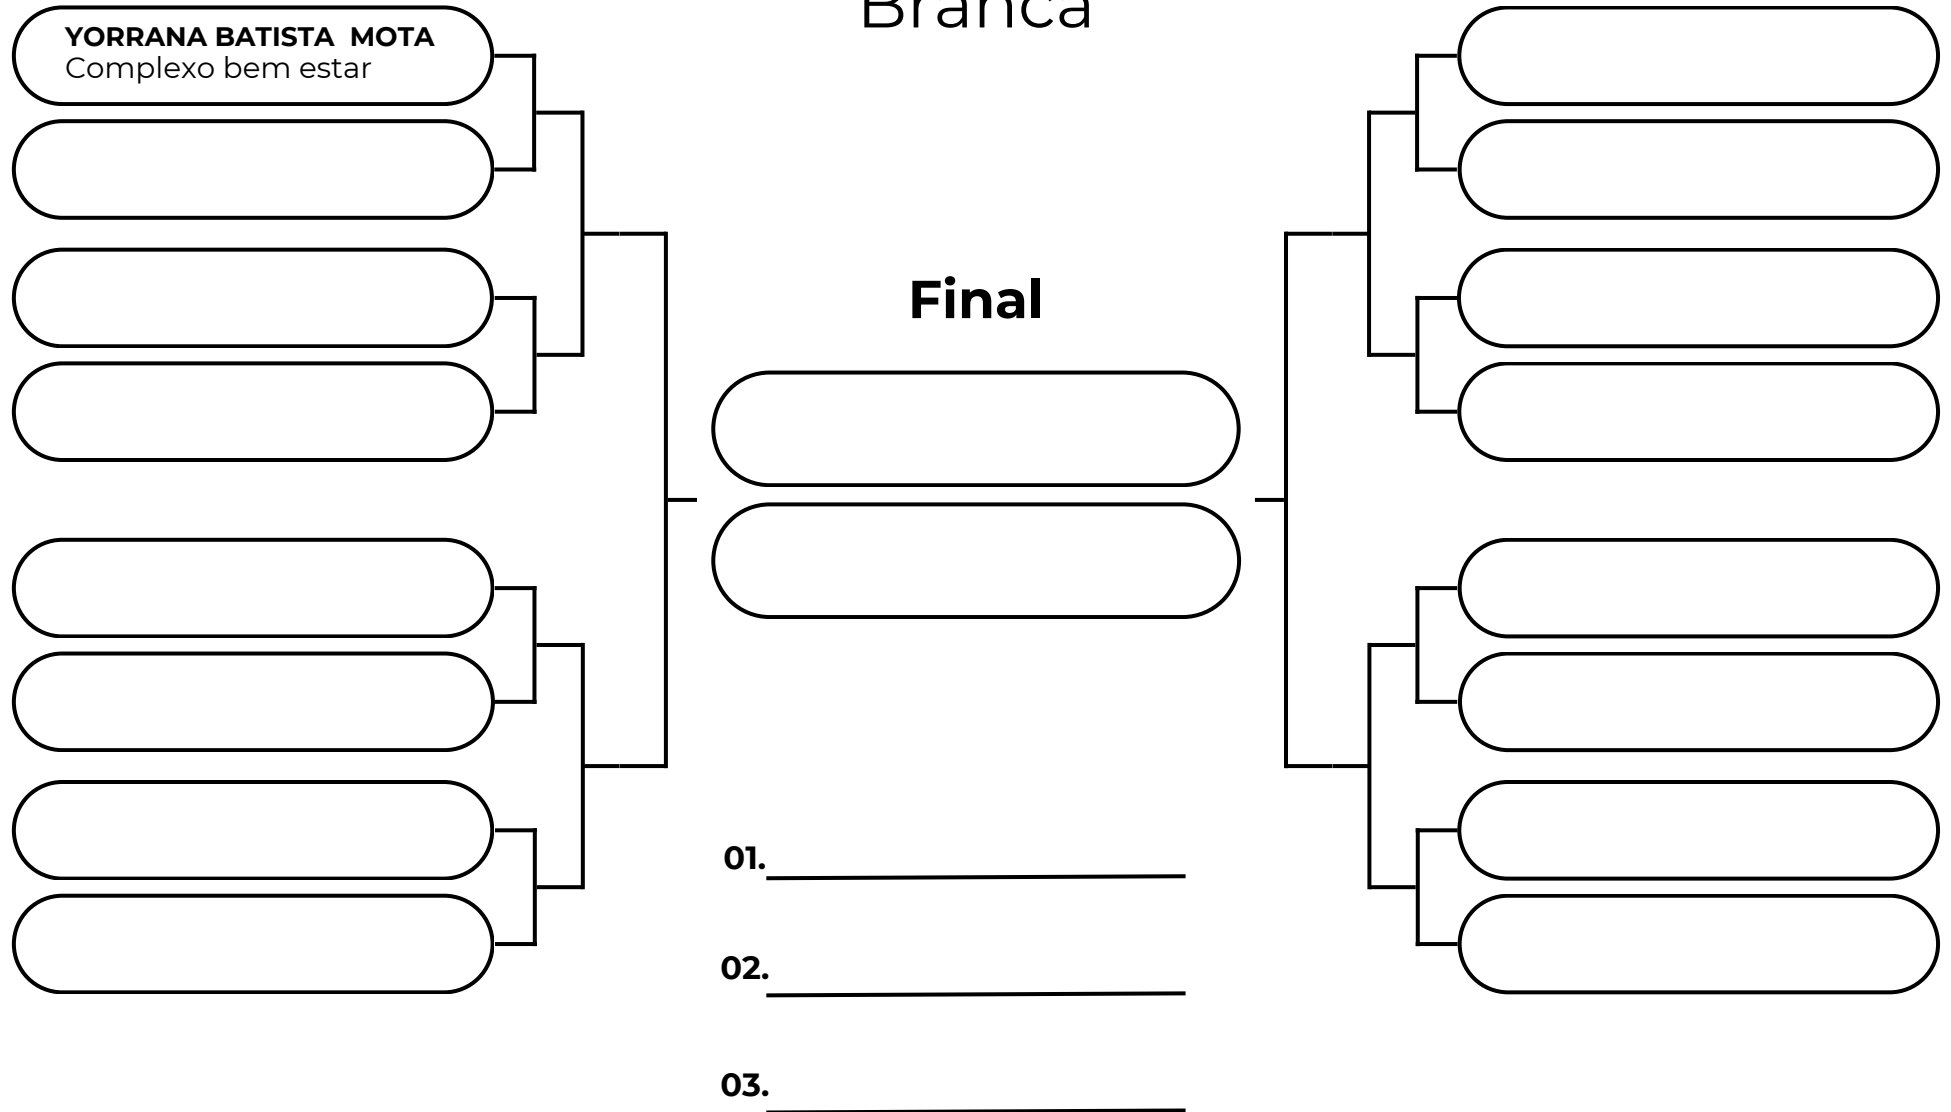 Branca
YORRANA BATISTA  MOTA
Complexo bem estar
Final
01.
02.
03.